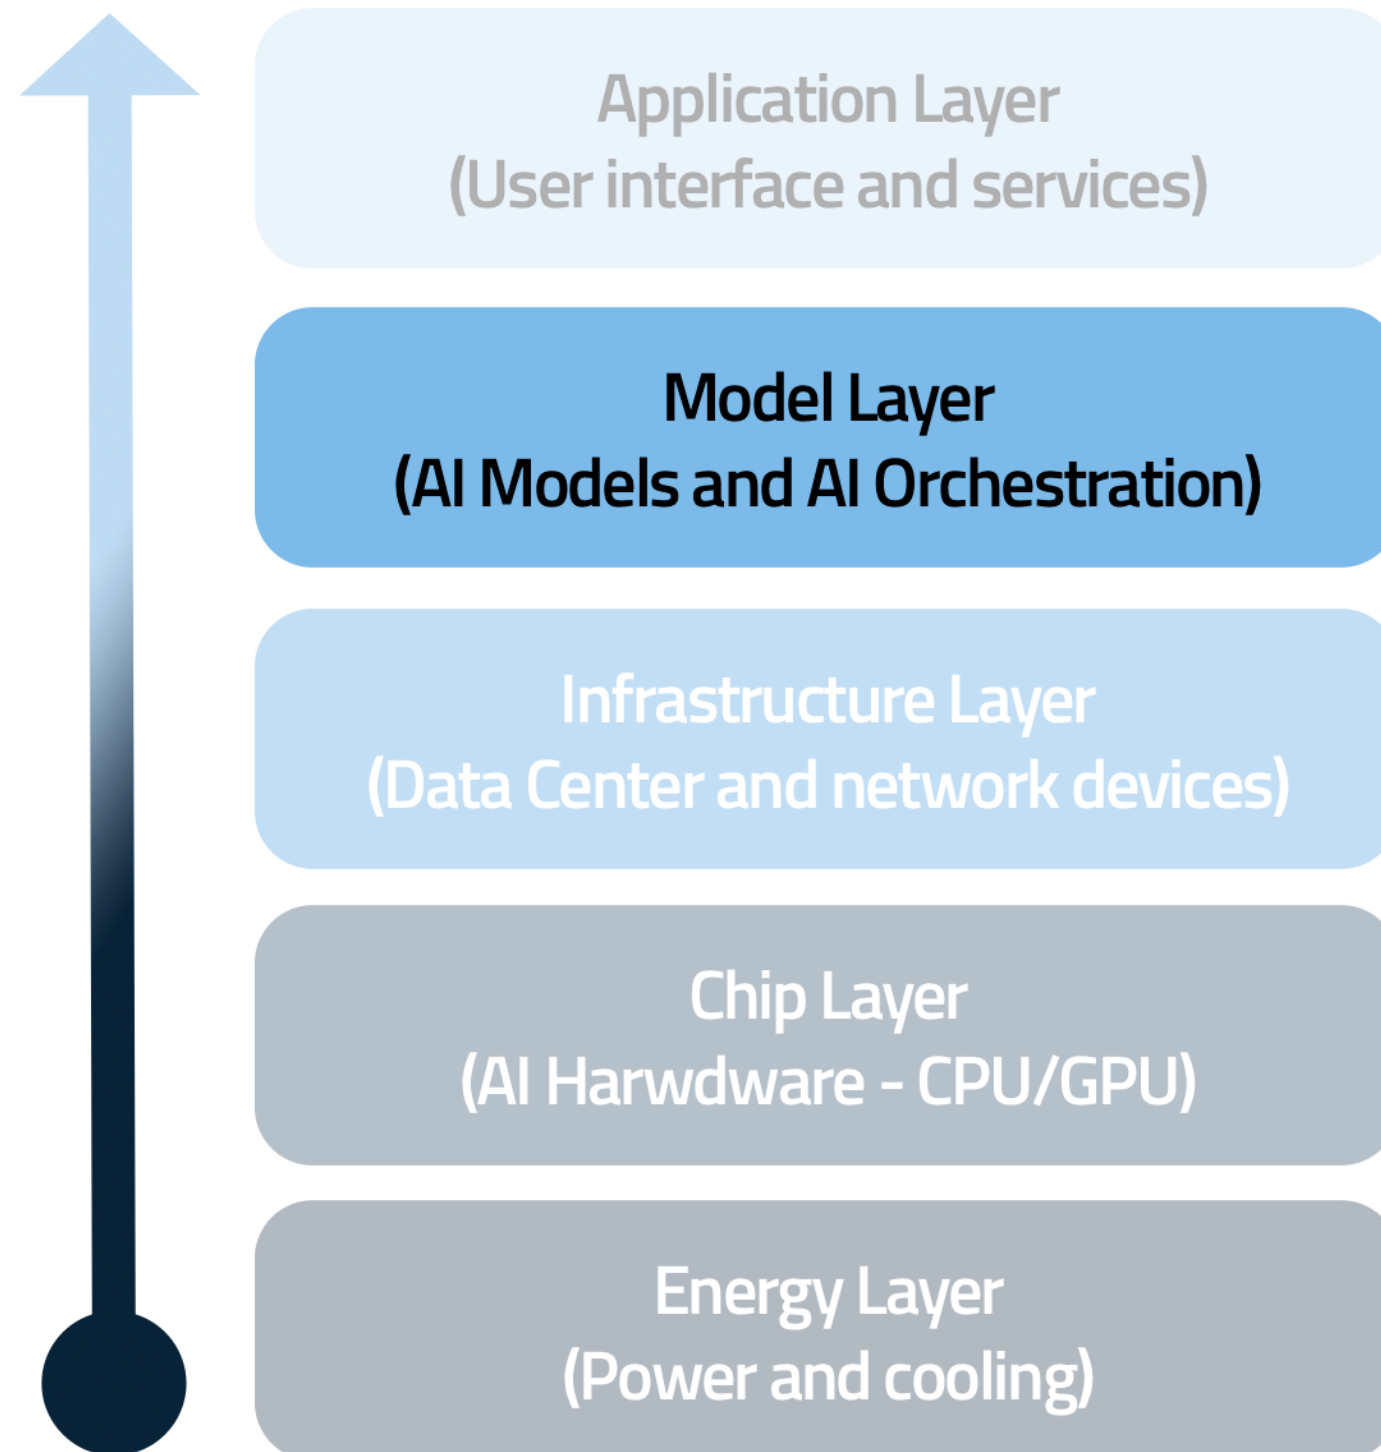 Application Layer
(User interface and services)
Model Layer
(AI Models and AI Orchestration)
Infrastructure Layer
(Data Center and network devices)
Chip Layer
(AI Harwdware - CPU/GPU)
Energy Layer
(Power and cooling)